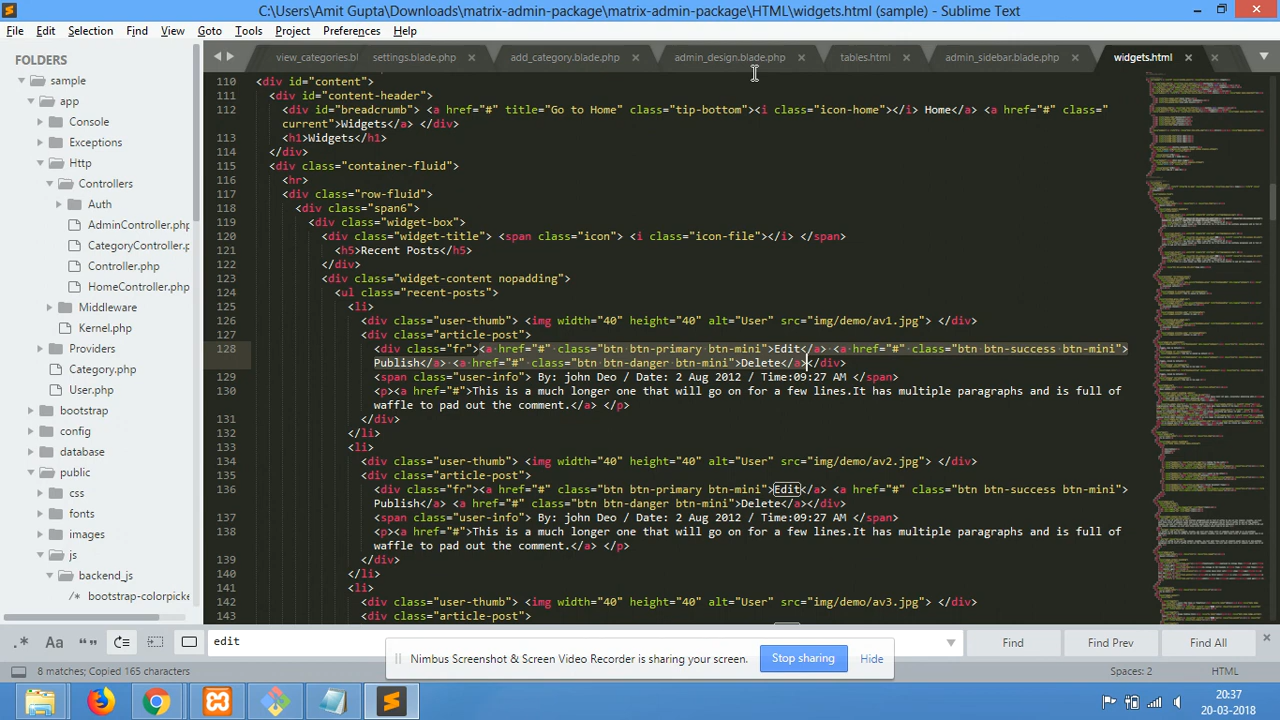 C:\Users\Amit Gupta\Downloads\matrix-admin-package\matrix-admin-package\HTML\widgets.html (sample) - Sublime Text
File Edit Selection Find View Goto Tools Project Preferences Help
FOLDERS
sample
app
Console
Exceptions
Http
Controllers
Auth
AdminController.php
CategoryController.p
Controller.php
HomeController.php
Middleware
Kernel.php
Providers
Category.php
User.php
bootstrap
config
database
public
css
fonts
images
js
backend_js
bootstrap-colorpicke
view_categories.bl settings.blade.php add_category.blade.php admin_design.blade.php tables.html admin_sidebar.blade.php widgets.html
110 <div id="content">
111 <div id="content-header">
112 <div id="breadcrumb"> <a href="#" title="Go to Home" class="tip-bottom"><i class="icon-home"></i> Home</a> <a href="#" class="
current">Widgets</a> </div>
113 <h1>Widgets</h1>
114 </div>
115 <div class="container-fluid">
116 <hr>
117 <div class="row-fluid">
118 <div class="span6">
119 <div class="widget-box">
120 <div class="widget-title"> <span class="icon"> <i class="icon-file"></i> </span>
121 <h5>Recent Posts</h5>
122 </div>
123 <div class="widget-content nopadding">
124 <ul class="recent-posts">
125 <li>
126 <div class="user-thumb"> <img width="40" height="40" alt="User" src="img/demo/av1.jpg"> </div>
127 <div class="article-post">
128 <div class="fr"><a href="#" class="btn btn-primary btn-mini">Edit</a> <a href="#" class="btn btn-success btn-mini">
Publish</a> <a href="#" class="btn btn-danger btn-mini">Delete</a></div>
129 <span class="user-info"> By: john Deo / Date: 2 Aug 2012 / Time:09:27 AM </span>
130 <p><a href="#">This is a much longer one that will go on for a few lines.It has multiple paragraphs and is full of
waffle to pad out the comment.</a> </p>
131 </div>
132 </li>
133 <li>
134 <div class="user-thumb"> <img width="40" height="40" alt="User" src="img/demo/av2.jpg"> </div>
135 <div class="article-post">
136 <div class="fr"><a href="#" class="btn btn-primary btn-mini">Edit</a> <a href="#" class="btn btn-success btn-mini">
Publish</a> <a href="#" class="btn btn-danger btn-mini">Delete</a></div>
137 <span class="user-info"> By: john Deo / Date: 2 Aug 2012 / Time:09:27 AM </span>
138 <p><a href="#">This is a much longer one that will go on for a few lines.It has multiple paragraphs and is full of
waffle to pad out the comment.</a> </p>
139 </div>
140 </li>
141 <li>
142 <div class="user-thumb"> <img width="40" height="40" alt="User" src="img/demo/av3.jpg"> </div>
143 <div class="article-post">
.* Aa “” edit Find Find Prev Find All
Nimbus Screenshot & Screen Video Recorder is sharing your screen. Stop sharing Hide
8 matches; Copied 165 characters Spaces: 2 HTML
20:37
20-03-2018